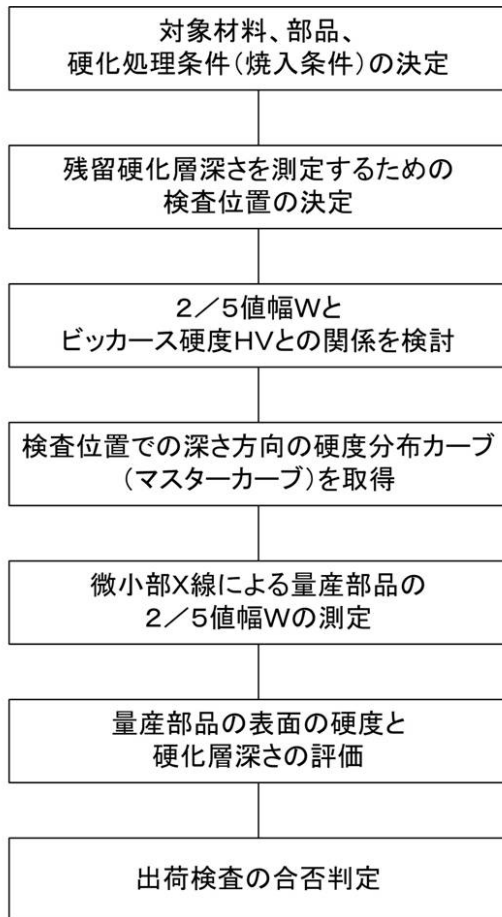 対象材料、部品、
硬化処理条件(焼入条件)の決定
残留硬化層深さを測定するための
検査位置の決定
2/5値幅Wと
ビッカース硬度HVとの関係を検討
検査位置での深さ方向の硬度分布カーブ
(マスターカーブ)を取得
微小部X線による量産部品の
2/5値幅Wの測定
量産部品の表面の硬度と
硬化層深さの評価
出荷検査の合否判定